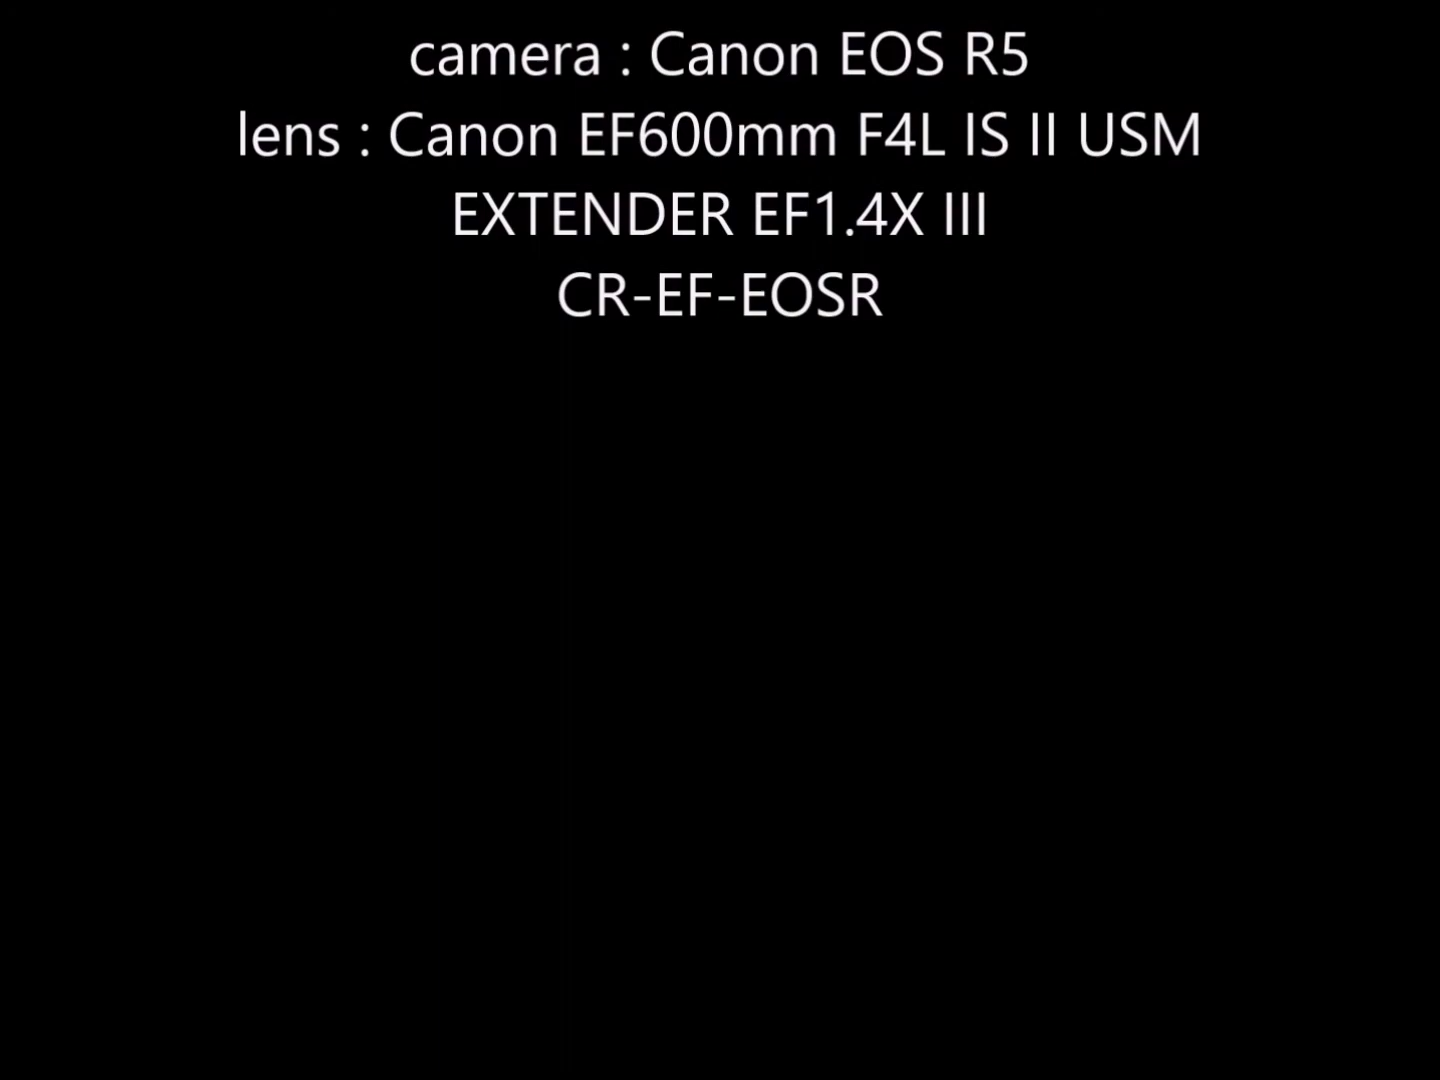 camera : Canon EOS R5
lens : Canon EF600mm F4L IS II USM
EXTENDER EF1.4X III
CR-EF-EOSR